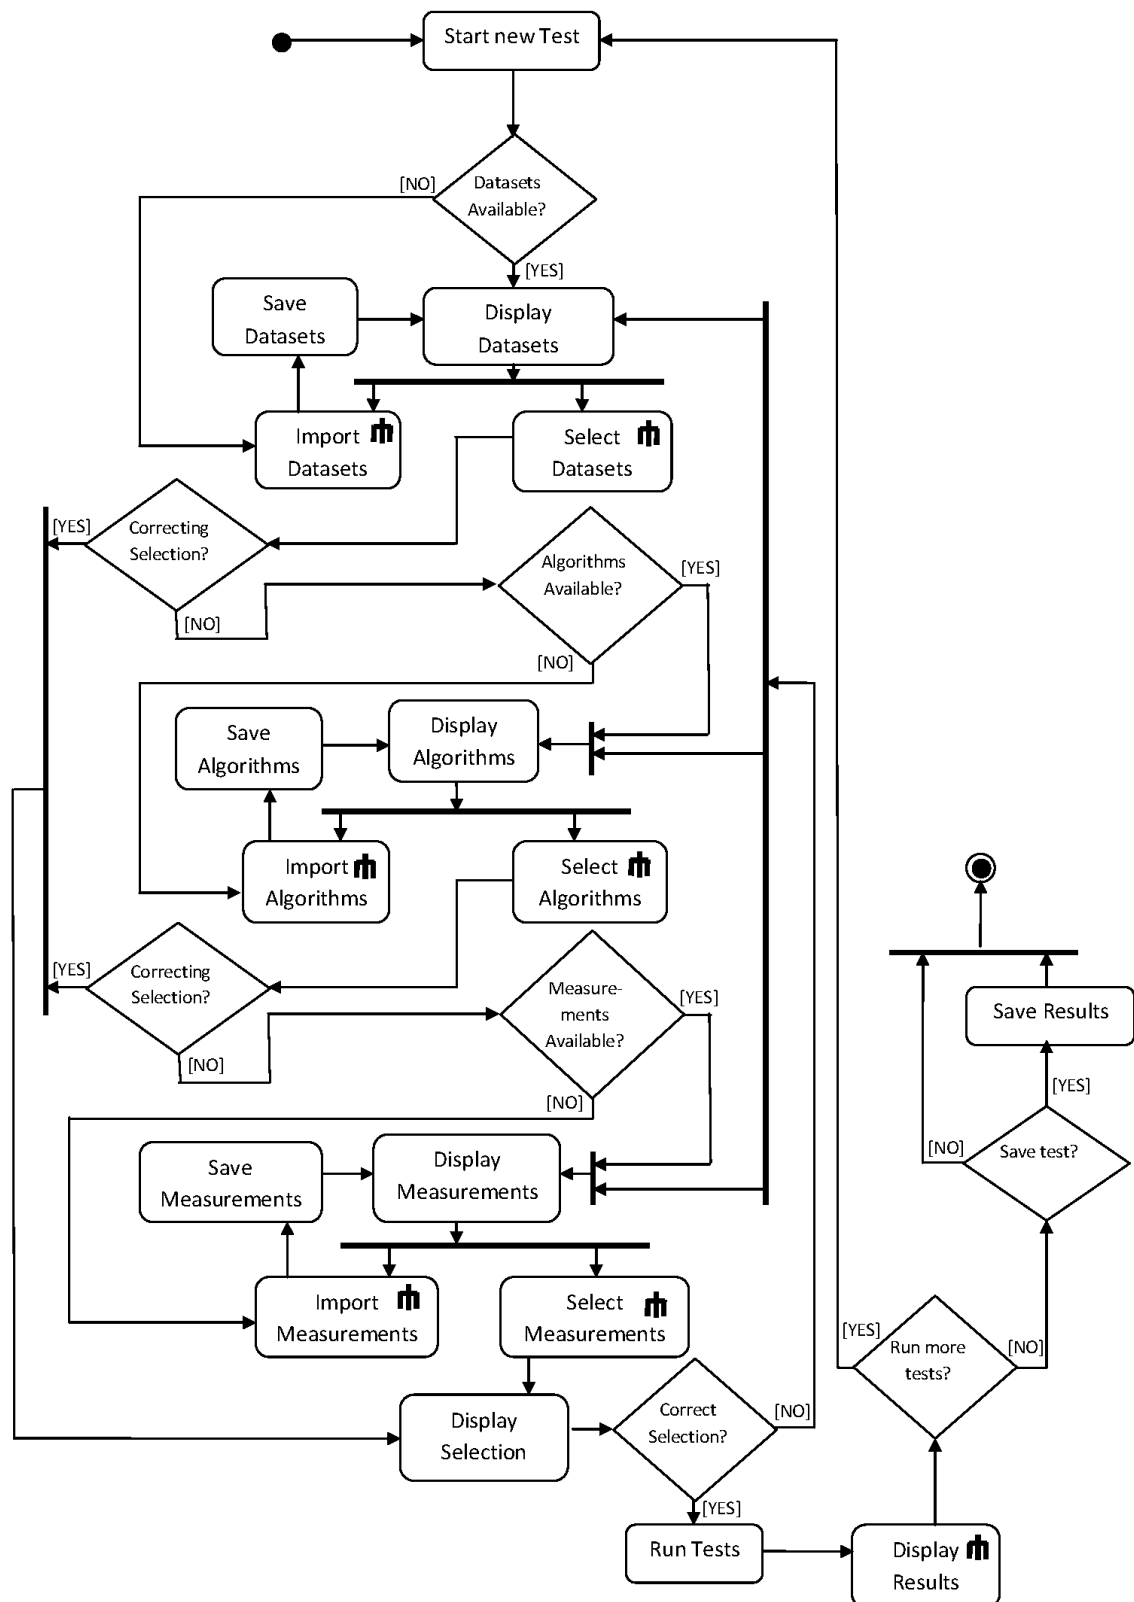 Start new Test
[NO]
Datasets
Available?
[YES]
Save
Datasets
Display
Datasets
Import
Datasets
Select
Datasets
[YES]
Correcting
Selection?
[NO]
Algorithms
Available?
[YES]
[NO]
Save
Algorithms
Display
Algorithms
Import
Algorithms
Select
Algorithms
[YES]
Correcting
Selection?
[NO]
Measure-
ments
Available?
[YES]
[NO]
Save
Measurements
Display
Measurements
Import
Measurements
Select
Measurements
Display
Selection
Correct
Selection?
[NO]
[YES]
Run Tests
Display
Results
Run more
tests?
[YES]
[NO]
Save test?
[NO]
[YES]
Save Results